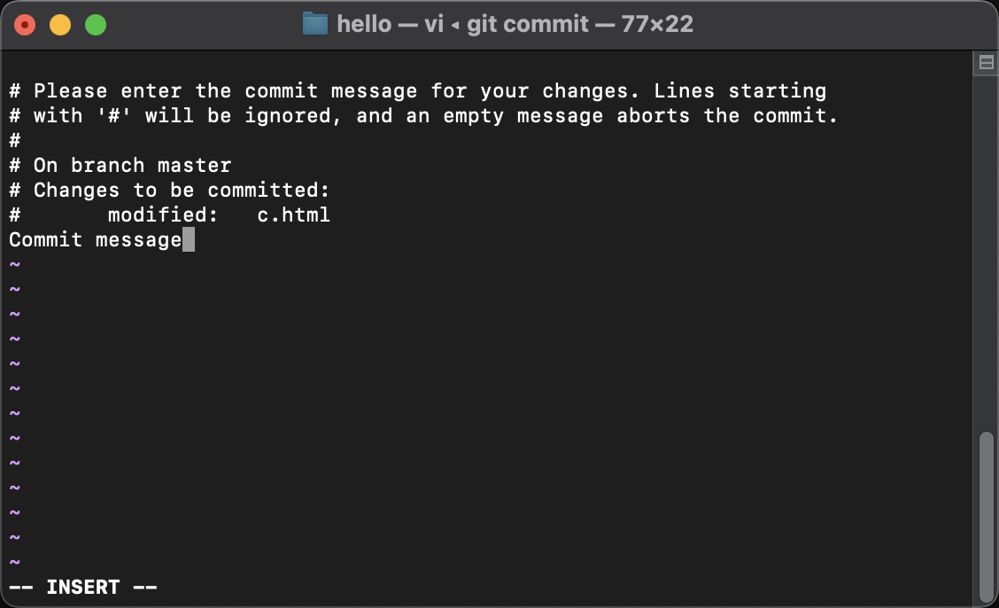 hello — vi ◂ git commit — 77×22
# Please enter the commit message for your changes. Lines starting
# with '#' will be ignored, and an empty message aborts the commit.
#
# On branch master
# Changes to be committed:
#       modified:   c.html
Commit message
~
~
~
~
~
~
~
~
~
~
~
~
~
-- INSERT --